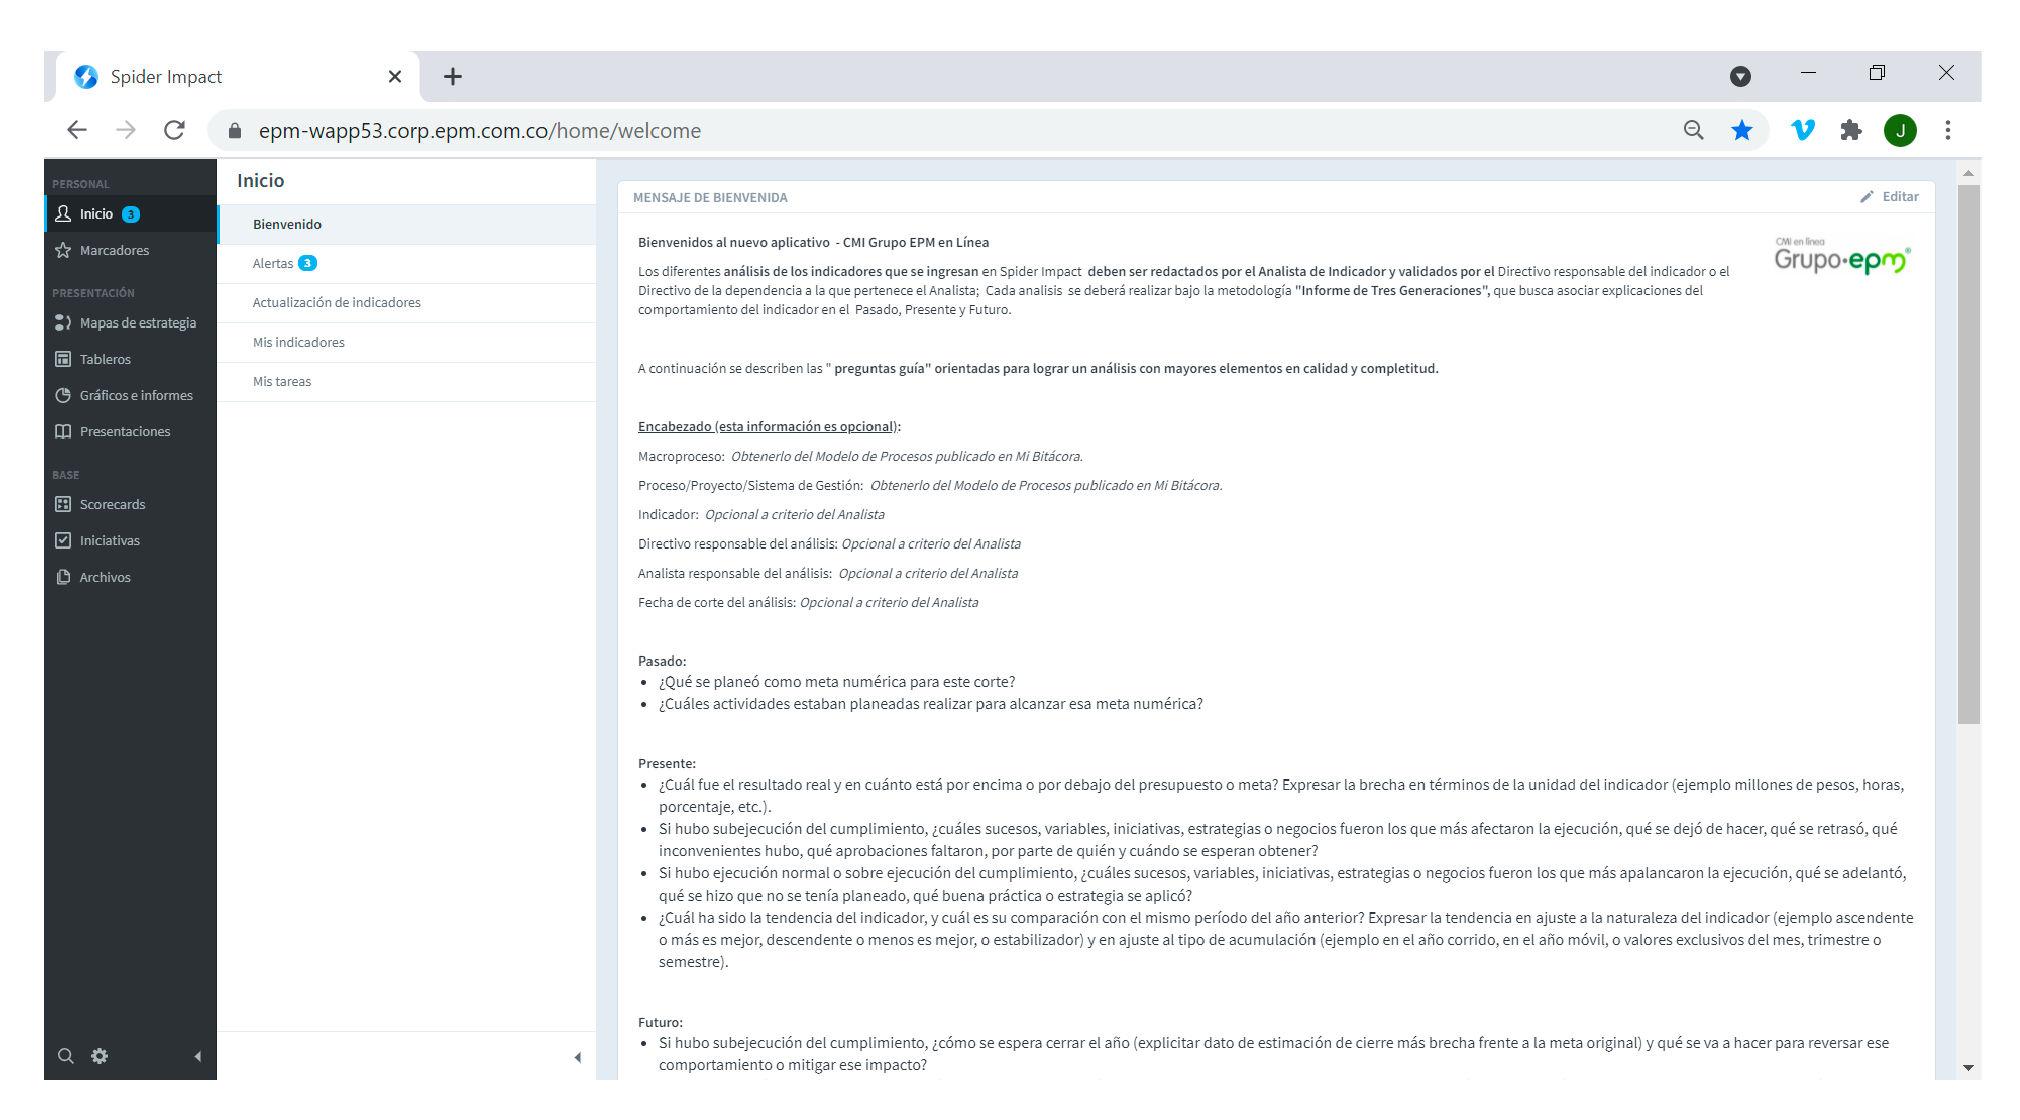 Spider Impact
epm-wapp53.corp.epm.com.co/home/welcome
J
PERSONAL
Inicio 3
Marcadores
PRESENTACIÓN
Mapas de estrategia
Tableros
Gráficos e informes
Presentaciones
BASE
Scorecards
Iniciativas
Archivos
Inicio
Bienvenido
Alertas 3
Actualización de indicadores
Mis indicadores
Mis tareas
MENSAJE DE BIENVENIDA
Editar
Bienvenidos al nuevo aplicativo - CMI Grupo EPM en Línea
CMI en línea
Grupo·epm®
Los diferentes análisis de los indicadores que se ingresan en Spider Impact deben ser redactados por el Analista de Indicador y validados por el Directivo responsable del indicador o el
Directivo de la dependencia a la que pertenece el Analista; Cada analisis se deberá realizar bajo la metodología "Informe de Tres Generaciones", que busca asociar explicaciones del
comportamiento del indicador en el Pasado, Presente y Futuro.
A continuación se describen las " preguntas guía" orientadas para lograr un análisis con mayores elementos en calidad y completitud.
Encabezado (esta información es opcional):
Macroproceso: Obtenerlo del Modelo de Procesos publicado en Mi Bitácora.
Proceso/Proyecto/Sistema de Gestión: Obtenerlo del Modelo de Procesos publicado en Mi Bitácora.
Indicador: Opcional a criterio del Analista
Directivo responsable del análisis: Opcional a criterio del Analista
Analista responsable del análisis: Opcional a criterio del Analista
Fecha de corte del análisis: Opcional a criterio del Analista
Pasado:
• ¿Qué se planeó como meta numérica para este corte?
• ¿Cuáles actividades estaban planeadas realizar para alcanzar esa meta numérica?
Presente:
• ¿Cuál fue el resultado real y en cuánto está por encima o por debajo del presupuesto o meta? Expresar la brecha en términos de la unidad del indicador (ejemplo millones de pesos, horas,
porcentaje, etc.).
• Si hubo subejecución del cumplimiento, ¿cuáles sucesos, variables, iniciativas, estrategias o negocios fueron los que más afectaron la ejecución, qué se dejó de hacer, qué se retrasó, qué
inconvenientes hubo, qué aprobaciones faltaron, por parte de quién y cuándo se esperan obtener?
• Si hubo ejecución normal o sobre ejecución del cumplimiento, ¿cuáles sucesos, variables, iniciativas, estrategias o negocios fueron los que más apalancaron la ejecución, qué se adelantó,
qué se hizo que no se tenía planeado, qué buena práctica o estrategia se aplicó?
• ¿Cuál ha sido la tendencia del indicador, y cuál es su comparación con el mismo período del año anterior? Expresar la tendencia en ajuste a la naturaleza del indicador (ejemplo ascendente
o más es mejor, descendente o menos es mejor, o estabilizador) y en ajuste al tipo de acumulación (ejemplo en el año corrido, en el año móvil, o valores exclusivos del mes, trimestre o
semestre).
Futuro:
• Si hubo subejecución del cumplimiento, ¿cómo se espera cerrar el año (explicitar dato de estimación de cierre más brecha frente a la meta original) y qué se va a hacer para reversar ese
comportamiento o mitigar ese impacto?